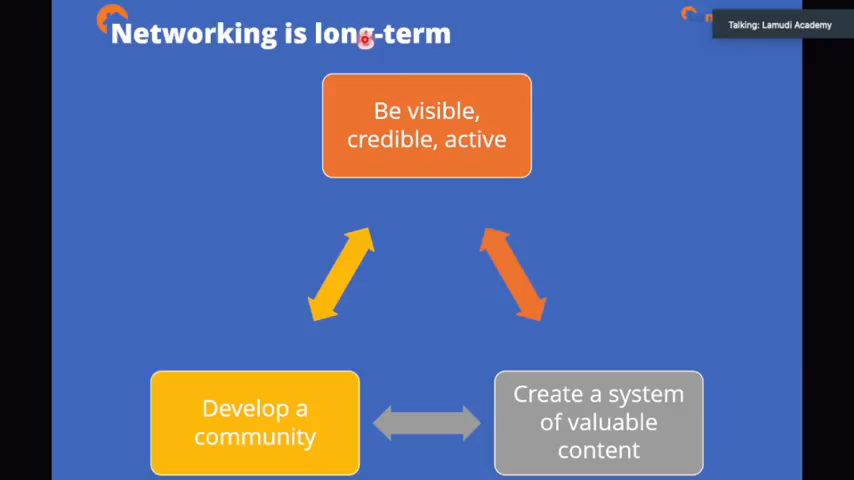 Networking is long-term
Talking: Lamudi Academy
Be visible,
credible, active
Develop a
community
Create a system
of valuable
content